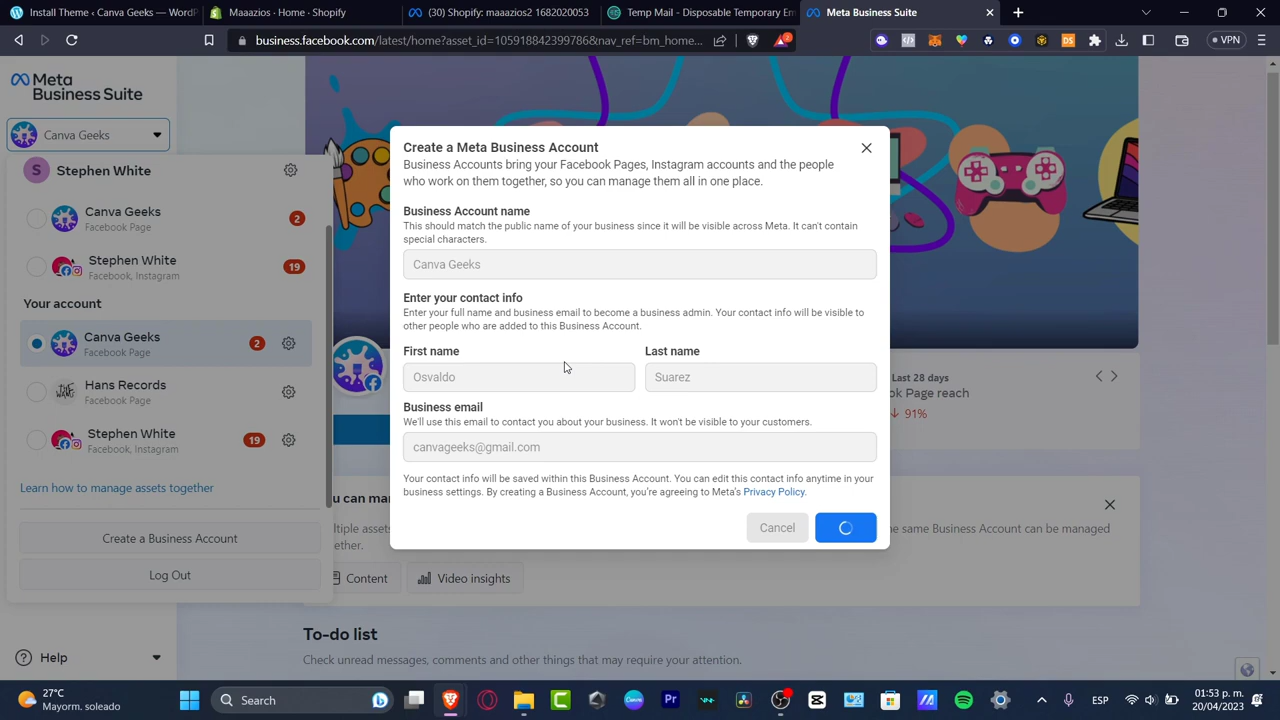 Install Theme — Canva Geeks — WordP
Maaazios · Home · Shopify
(30) Shopify: maaazios2 1682020053
Temp Mail - Disposable Temporary Em
Meta Business Suite
business.facebook.com/latest/home?asset_id=105918842399786&nav_ref=bm_home...
2
DS
VPN
Meta
Business Suite
Canva Geeks
S
Stephen White
Canva Geeks
Facebook Page
2
Stephen White
Facebook, Instagram
19
Your account
Canva Geeks
Facebook Page
2
Hans Records
Facebook Page
Stephen White
Facebook, Instagram
19
Learn how to manage assets together
Create a Business Account
Log Out
Help
Create a Meta Business Account
Business Accounts bring your Facebook Pages, Instagram accounts and the people
who work on them together, so you can manage them all in one place.
Business Account name
This should match the public name of your business since it will be visible across Meta. It can't contain
special characters.
Canva Geeks
Enter your contact info
Enter your full name and business email to become a business admin. Your contact info will be visible to
other people who are added to this Business Account.
First name
Last name
Osvaldo
Suarez
Business email
We'll use this email to contact you about your business. It won't be visible to your customers.
canvageeks@gmail.com
Your contact info will be saved within this Business Account. You can edit this contact info anytime in your
business settings. By creating a Business Account, you're agreeing to Meta's Privacy Policy.
Cancel
Last 28 days
ok Page reach
↓ 91%
ou can mar
ltiple assets
e same Business Account can be managed
ether.
Content
Video insights
To-do list
Check unread messages, comments and other things that may require your attention.
27°C
Mayorm. soleado
Search
Pr
ESP
01:53 p. m.
20/04/2023